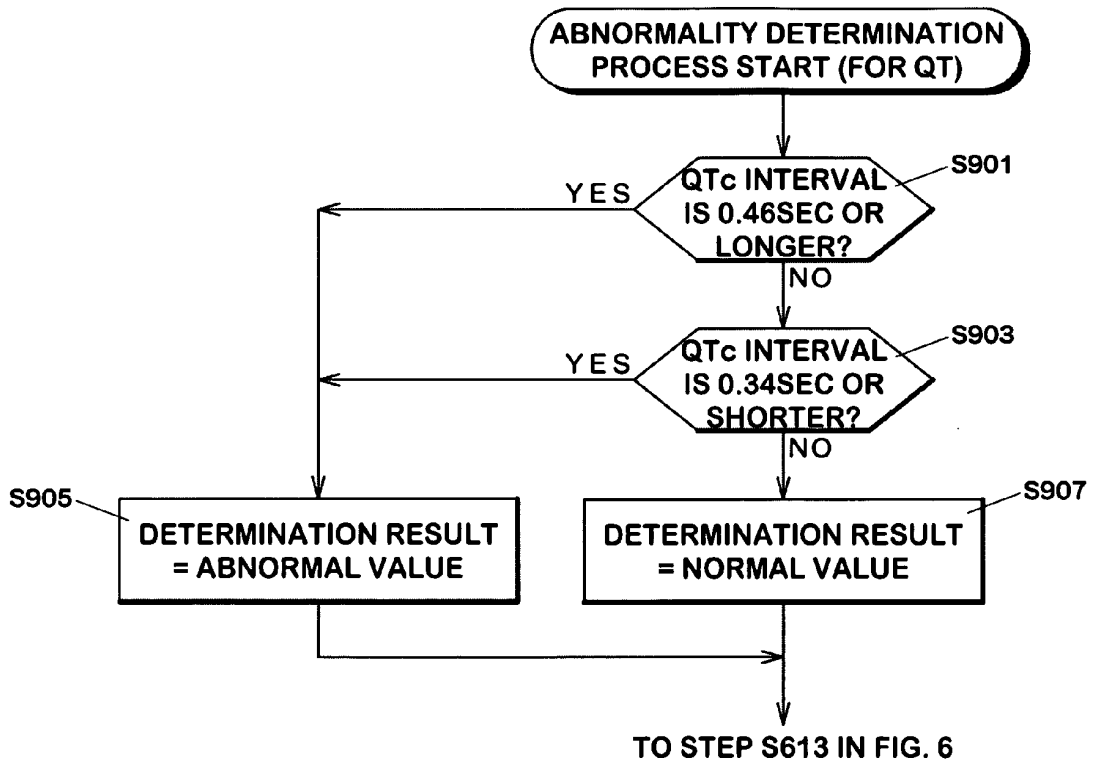 ABNORMALITY DETERMINATION
PROCESS START (FOR QT)
S901
QTc INTERVAL
IS 0.46SEC OR
LONGER?
YES
NO
S903
QTc INTERVAL
IS 0.34SEC OR
SHORTER?
YES
NO
S905
DETERMINATION RESULT
= ABNORMAL VALUE
S907
DETERMINATION RESULT
= NORMAL VALUE
TO STEP S613 IN FIG. 6